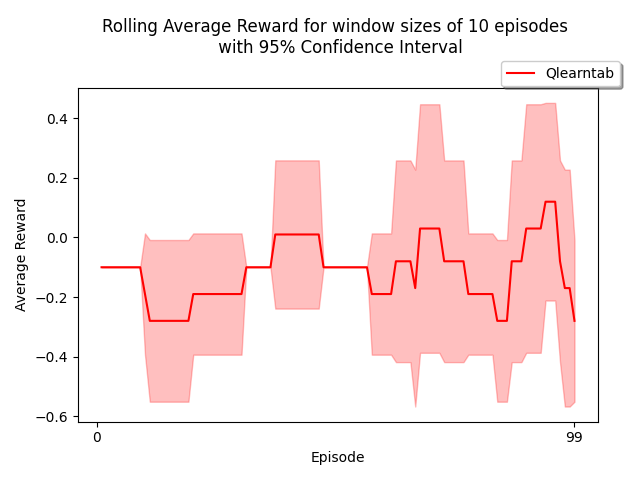 Rolling Average Reward for window sizes of 10 episodes
with 95% Confidence Interval
Qlearntab
0.4
0.2
0.0
−0.2
−0.4
−0.6
Average Reward
0 99
Episode